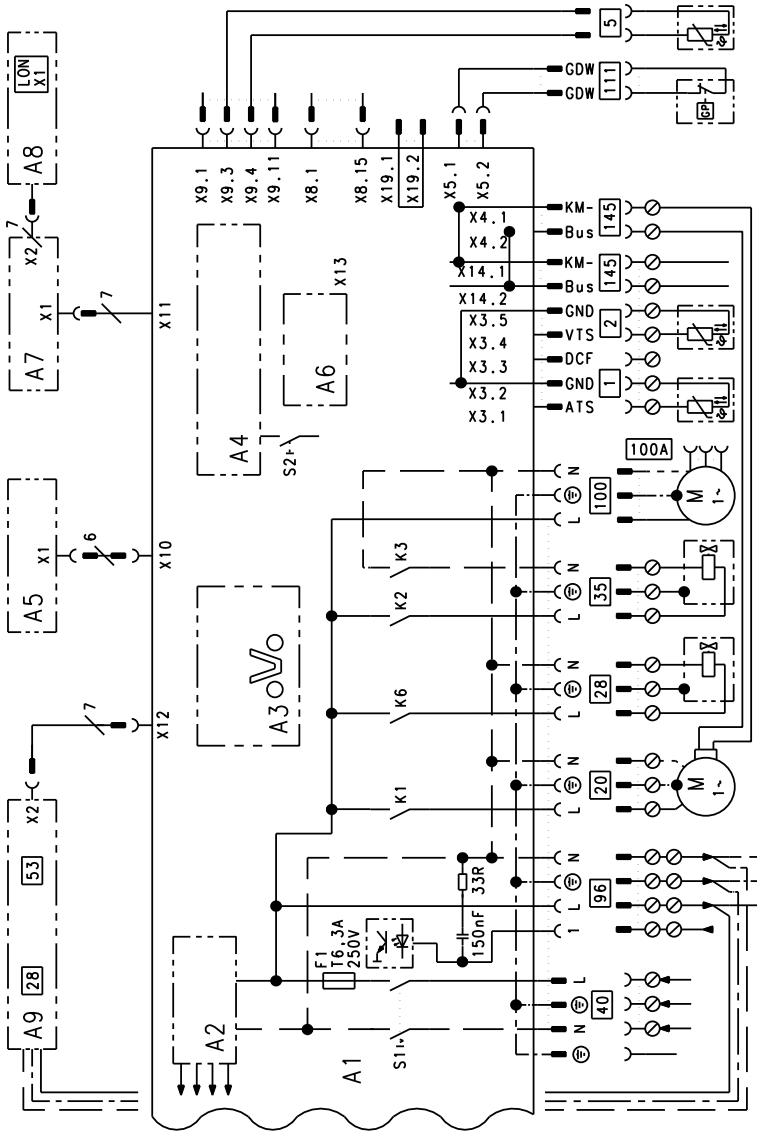 5
GDW
111
GDW
GP
LON
X1
A8
7
X2
X1
A7
7
X11
X9.1
X9.3
X9.4
X9.11
X8.1
X8.15
X19.1
X19.2
X5.1
X5.2
X4.1
X4.2
X14.1
X14.2
X3.5
X3.4
X3.3
X3.2
X3.1
KM-
145
Bus
KM-
145
Bus
GND
2
VTS
DCF
GND
1
ATS
X13
A6
A4
S2
100A
N
100
L
M
1~
X1
6
X10
A5
K3
K2
N
35
L
A3
K6
N
28
L
X12
7
X2
53
28
A9
K1
N
20
L
M
1~
33R
150nF
N
96
L
1
F1
T6,3A
250V
A2
A1
S1
L
40
N